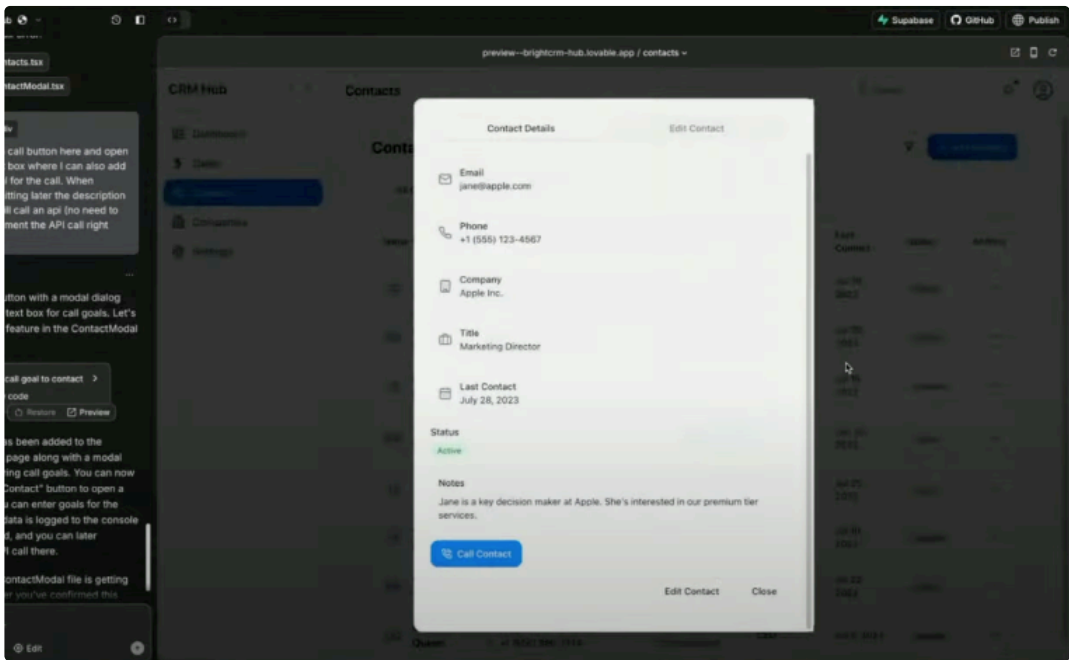 Supabase
GitHub
Publish
preview--brightcrm-hub.lovable.app / contacts
ntacts.tsx
ntactModal.tsx
call button here and open
box where I can also add
for the call. When
itting later the description
ill call an api (no need to
ment the API call right
utton with a modal dialog
text box for call goals. Let's
feature in the ContactModal
call goal to contact
code
Restore
Preview
as been added to the
page along with a modal
ring call goals. You can now
Contact" button to open a
u can enter goals for the
data is logged to the console
d, and you can later
I call there.
ContactModal file is getting
er you've confirmed this
Edit
CRM Hub
Dashboard
Deals
Companies
Settings
Contacts
Conta
Last
Contact
Contact Details
Edit Contact
Email
jane@apple.com
Phone
+1 (555) 123-4567
Company
Apple Inc.
Title
Marketing Director
Last Contact
July 28, 2023
Status
Active
Notes
Jane is a key decision maker at Apple. She's interested in our premium tier
services.
Call Contact
Edit Contact
Close